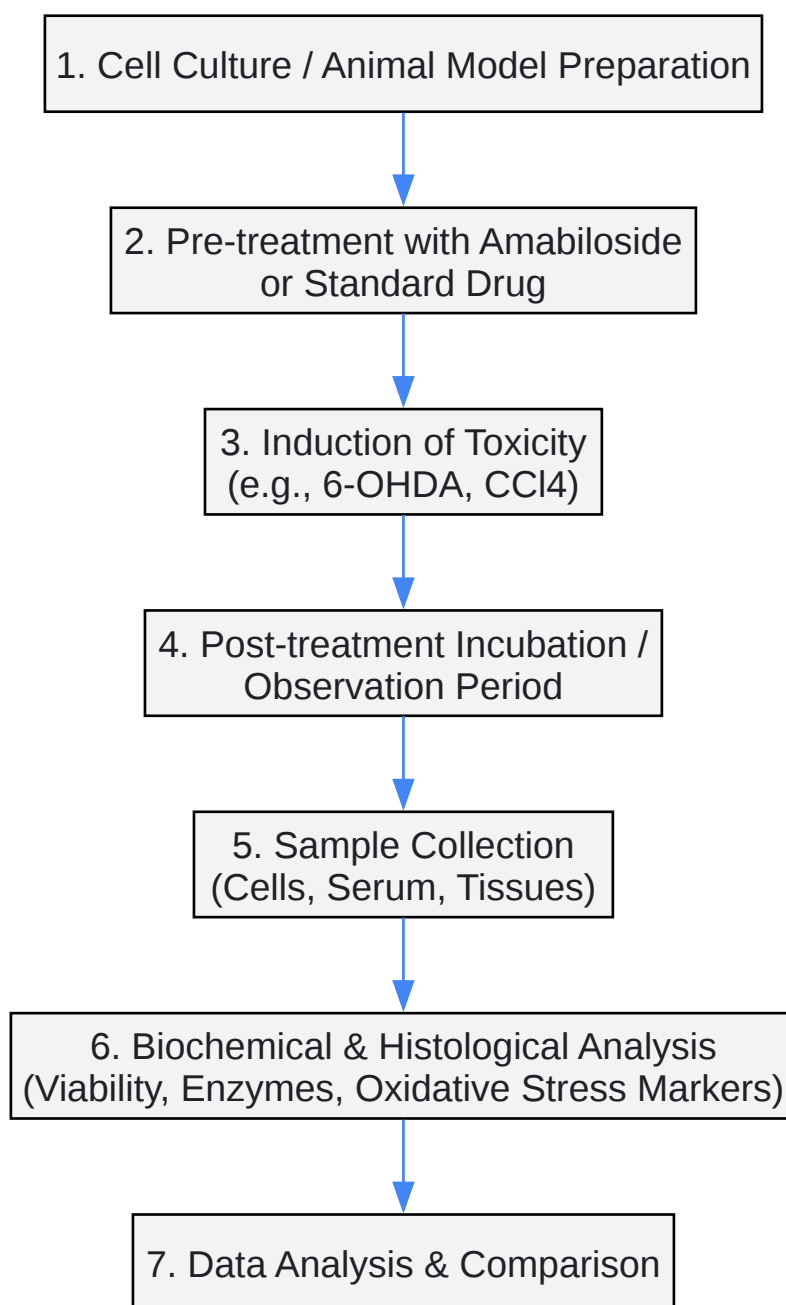 1. Cell Culture / Animal Model Preparation
2. Pre-treatment with Amabiloside
or Standard Drug
3. Induction of Toxicity
(e.g., 6-OHDA, CCl4)
4. Post-treatment Incubation /
Observation Period
5. Sample Collection
(Cells, Serum, Tissues)
6. Biochemical & Histological Analysis
(Viability, Enzymes, Oxidative Stress Markers)
7. Data Analysis & Comparison